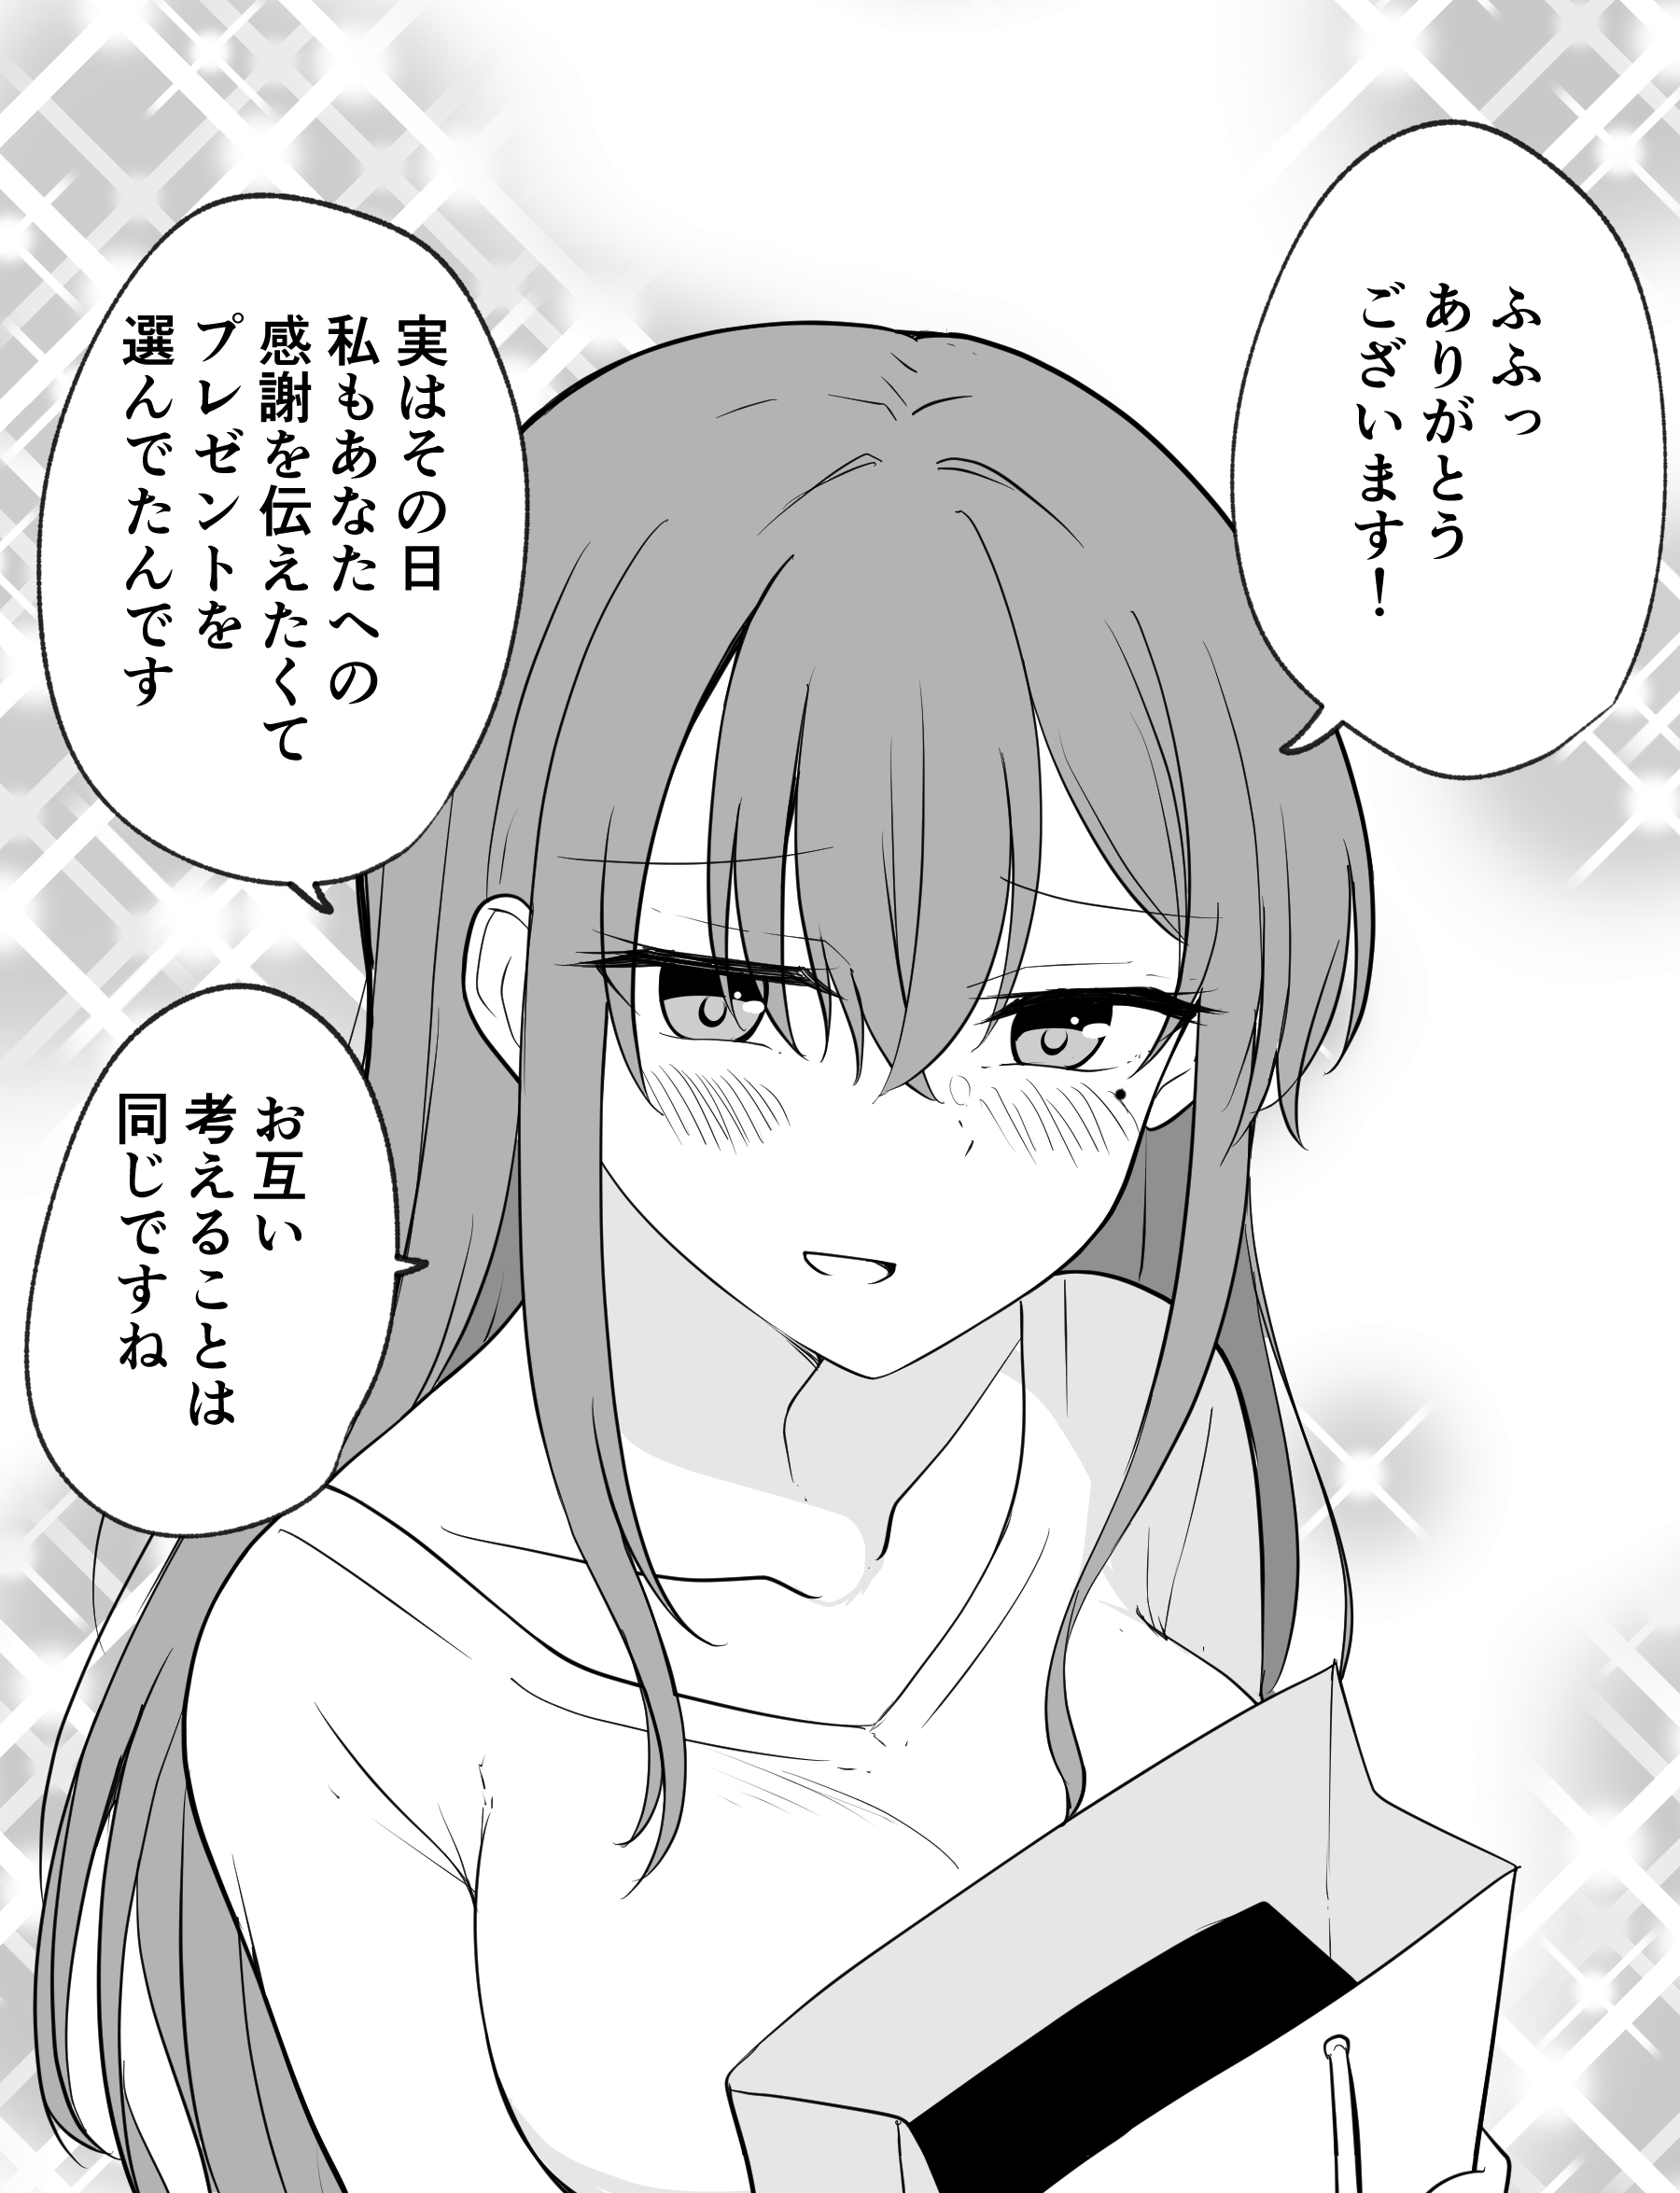 ふふっ
ありがとう
ございます！
実はその日
私もあなたへの
感謝を伝えたくて
プレゼントを
選んでたんです
お互い
考えることは
同じですね